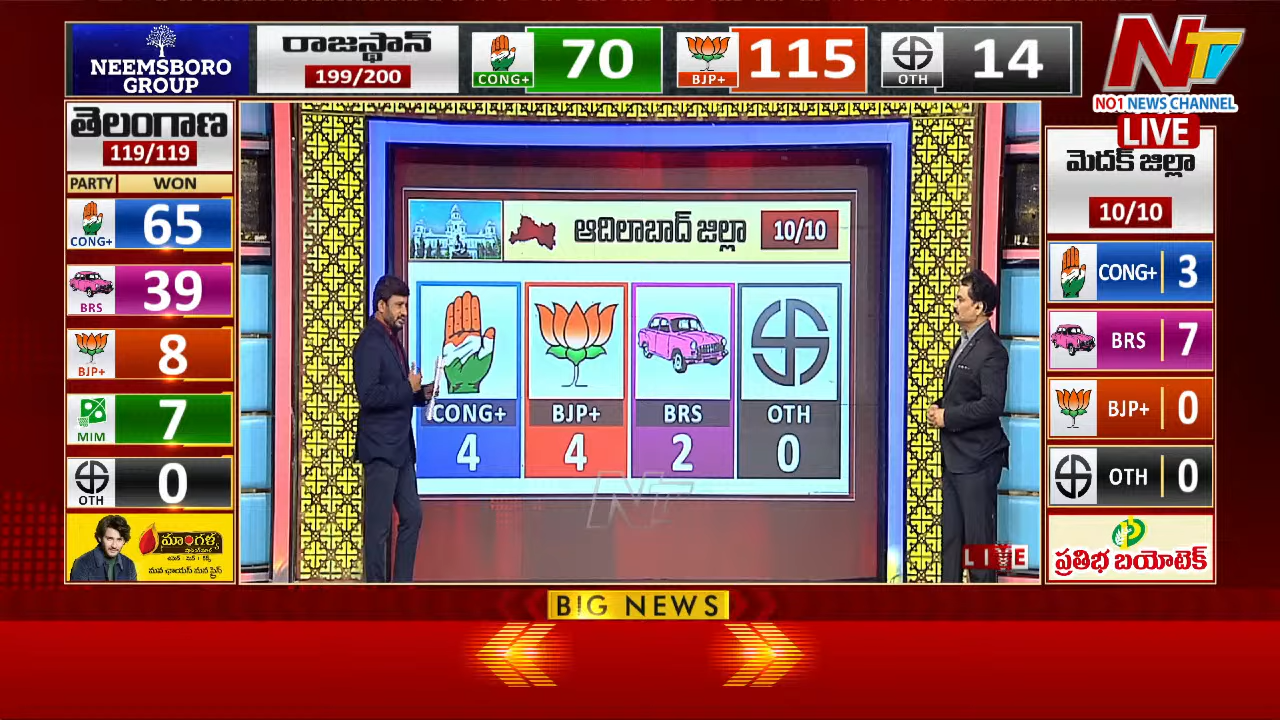 NEEMSBORO
GROUP
రాజస్థాన్
199/200
CONG+
70
BJP+
115
OTH
14
NTV
NO1 NEWS CHANNEL
LIVE
తెలంగాణ
119/119
PARTY WON
CONG+ 65
BRS 39
BJP+ 8
MIM 7
OTH 0
మాంగళ్య
ఆదిలాబాద్ జిల్లా 10/10
CONG+ BJP+ BRS OTH
4 4 2 0
NTV
LIVE
మెదక్ జిల్లా
10/10
CONG+ 3
BRS 7
BJP+ 0
OTH 0
ప్రతిభ బయోటెక్
BIG NEWS